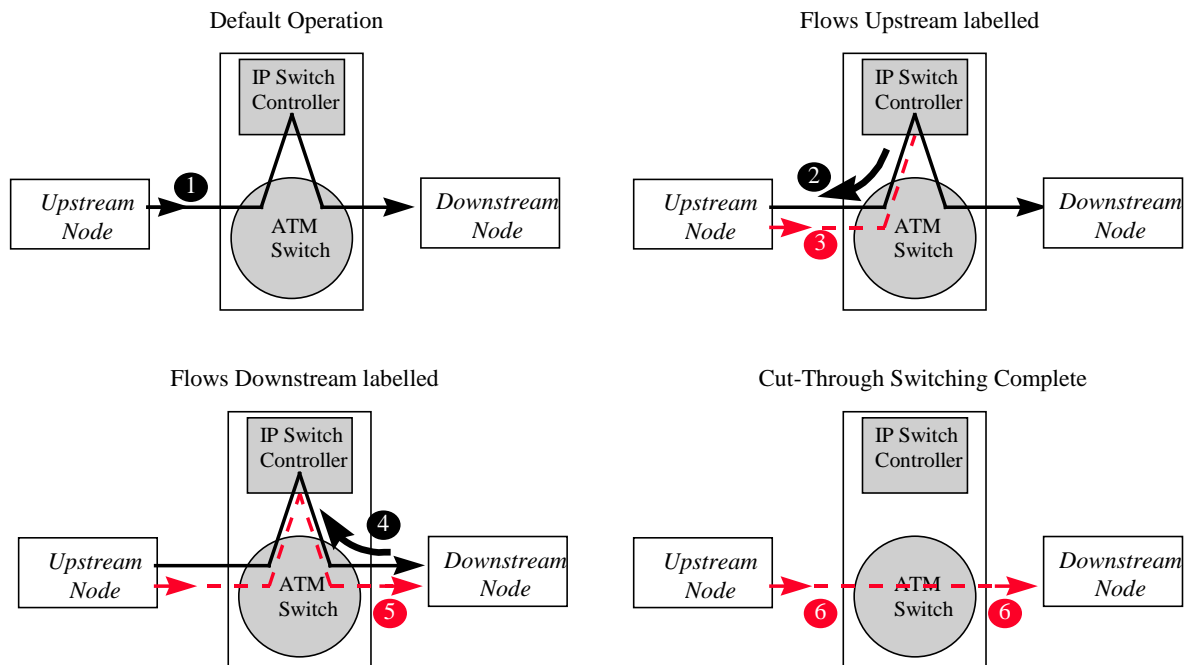 Default Operation
IP Switch
Controller
1
Upstream
Node
ATM
Switch
Downstream
Node
Flows Upstream labelled
IP Switch
Controller
2
Upstream
Node
3
ATM
Switch
Downstream
Node
Flows Downstream labelled
IP Switch
Controller
4
Upstream
Node
ATM
Switch
5
Downstream
Node
Cut-Through Switching Complete
IP Switch
Controller
Upstream
Node
6
ATM
Switch
6
Downstream
Node